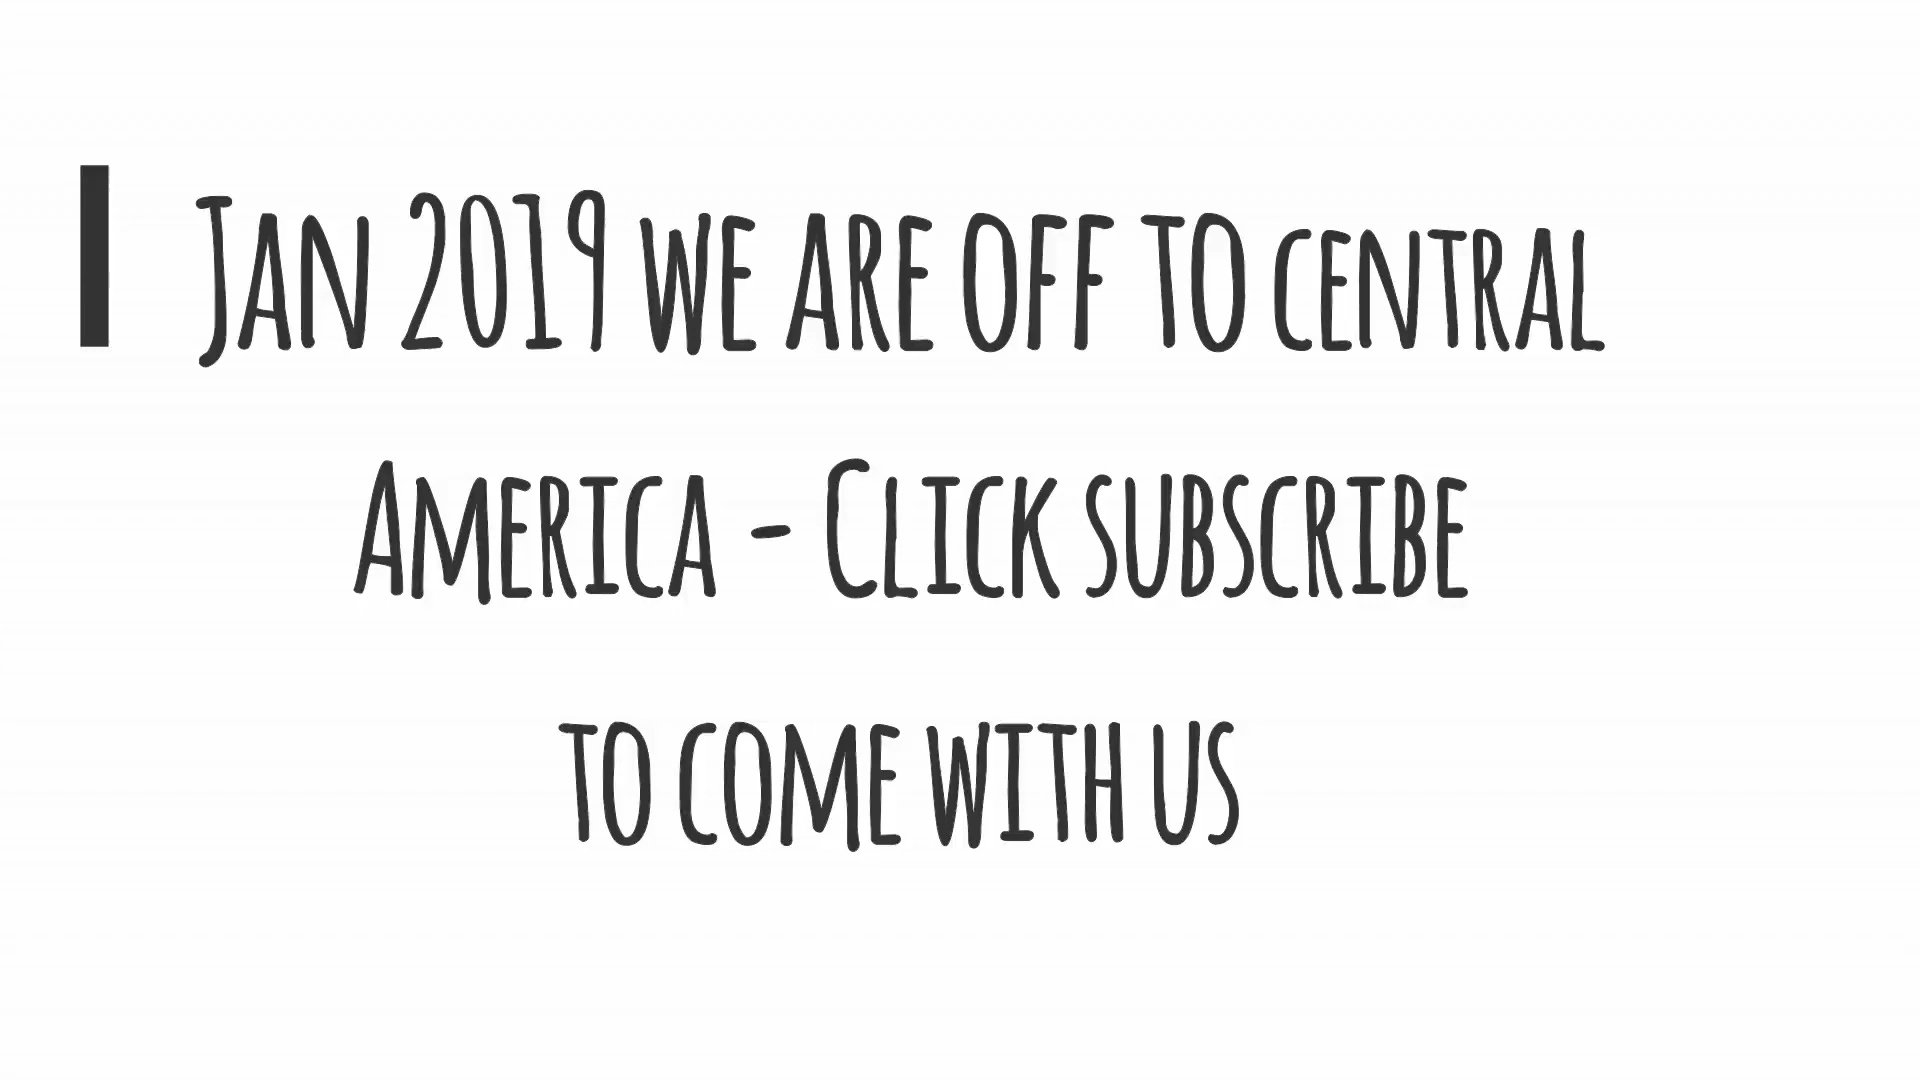 Jan 2019 we are off to central
America - Click subscribe
to come with us